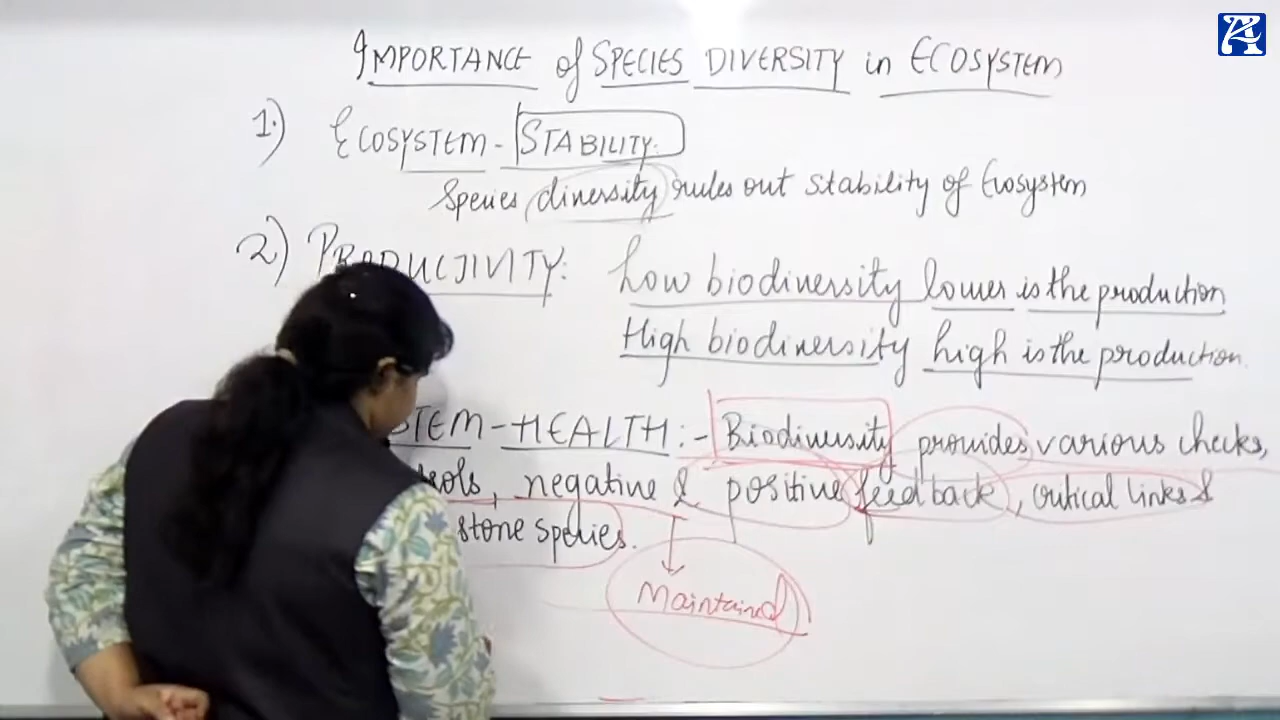 IMPORTANCE of SPECIES DIVERSITY in ECOSYSTEM
1.) ECOSYSTEM - STABILITY:
Species diversity rules out stability of Ecosystem
2) PRODUCTIVITY: Low biodiversity lower is the production
High biodiversity high is the production.
STEM - HEALTH :- Biodiversity provides various checks,
rols, negative & positive feedback, critical links &
stone species.
Maintained